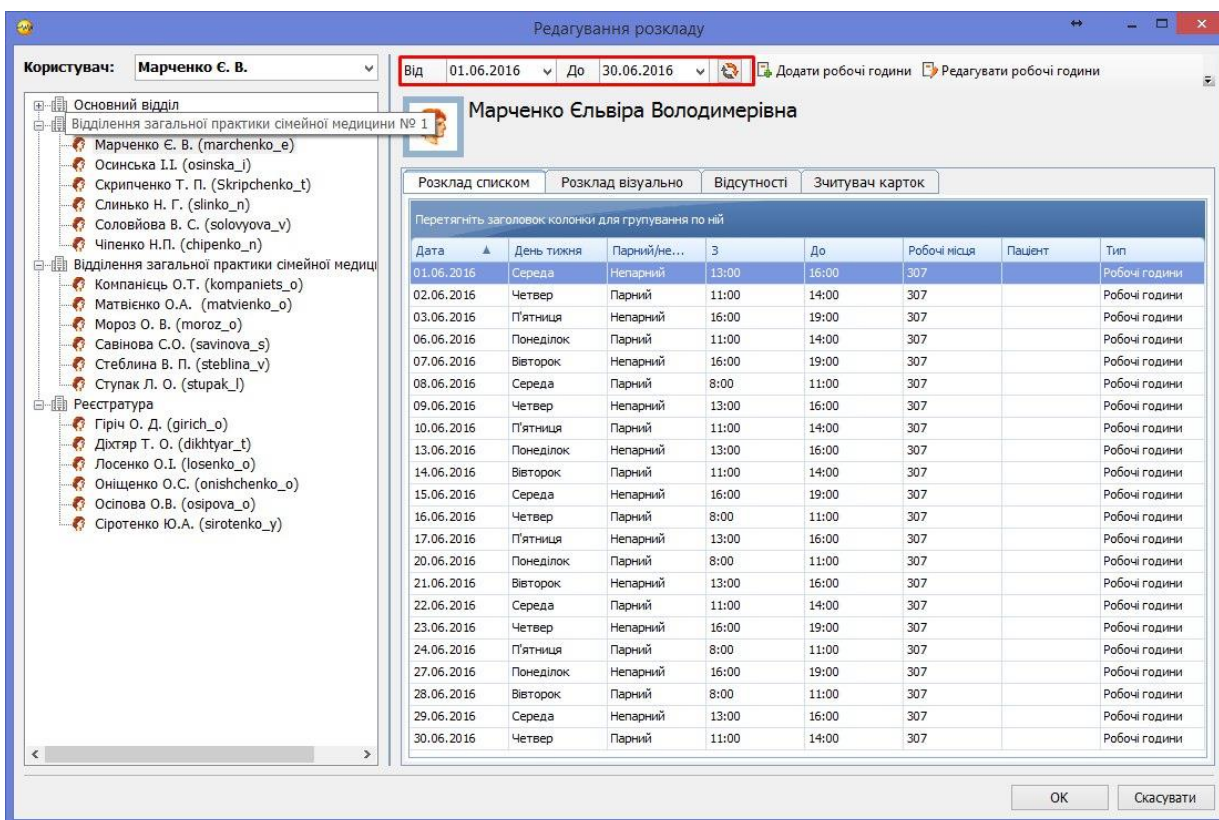 Редагування розкладу
Користувач: Марченко Є. В.
Від 01.06.2016 До 30.06.2016 Додати робочі години Редагувати робочі години
Основний відділ
Відділення загальної практики сімейної медицини № 1
Марченко Є. В. (marchenko_e)
Осинська І.І. (osinska_i)
Скрипченко Т. П. (Skripchenko_t)
Слинько Н. Г. (slinko_n)
Соловйова В. С. (solovyova_v)
Чіпенко Н.П. (chipenko_n)
Відділення загальної практики сімейної медиці
Компанієць О.Т. (kompaniets_o)
Матвієнко О.А. (matvienko_o)
Мороз О. В. (moroz_o)
Савінова С.О. (savinova_s)
Стеблина В. П. (steblina_v)
Ступак Л. О. (stupak_l)
Реєстратура
Гіріч О. Д. (girich_o)
Діхтяр Т. О. (dikhtyar_t)
Лосенко О.І. (losenko_o)
Оніщенко О.С. (onishchenko_o)
Осіпова О.В. (osipova_o)
Сіротенко Ю.А. (sirotenko_y)
Марченко Єльвіра Володимерівна
Розклад списком Розклад візуально Відсутності Зчитувач карток
Перетягніть заголовок колонки для групування по ній
Дата День тижня Парний/не... З До Робочі місця Пацієнт Тип
01.06.2016 Середа Непарний 13:00 16:00 307 Робочі години
02.06.2016 Четвер Парний 11:00 14:00 307 Робочі години
03.06.2016 П'ятниця Непарний 16:00 19:00 307 Робочі години
06.06.2016 Понеділок Парний 11:00 14:00 307 Робочі години
07.06.2016 Вівторок Непарний 16:00 19:00 307 Робочі години
08.06.2016 Середа Парний 8:00 11:00 307 Робочі години
09.06.2016 Четвер Непарний 13:00 16:00 307 Робочі години
10.06.2016 П'ятниця Парний 11:00 14:00 307 Робочі години
13.06.2016 Понеділок Непарний 13:00 16:00 307 Робочі години
14.06.2016 Вівторок Парний 11:00 14:00 307 Робочі години
15.06.2016 Середа Непарний 16:00 19:00 307 Робочі години
16.06.2016 Четвер Парний 8:00 11:00 307 Робочі години
17.06.2016 П'ятниця Непарний 13:00 16:00 307 Робочі години
20.06.2016 Понеділок Парний 8:00 11:00 307 Робочі години
21.06.2016 Вівторок Непарний 13:00 16:00 307 Робочі години
22.06.2016 Середа Парний 11:00 14:00 307 Робочі години
23.06.2016 Четвер Непарний 16:00 19:00 307 Робочі години
24.06.2016 П'ятниця Парний 8:00 11:00 307 Робочі години
27.06.2016 Понеділок Непарний 16:00 19:00 307 Робочі години
28.06.2016 Вівторок Парний 8:00 11:00 307 Робочі години
29.06.2016 Середа Непарний 13:00 16:00 307 Робочі години
30.06.2016 Четвер Парний 11:00 14:00 307 Робочі години
OK Скасувати